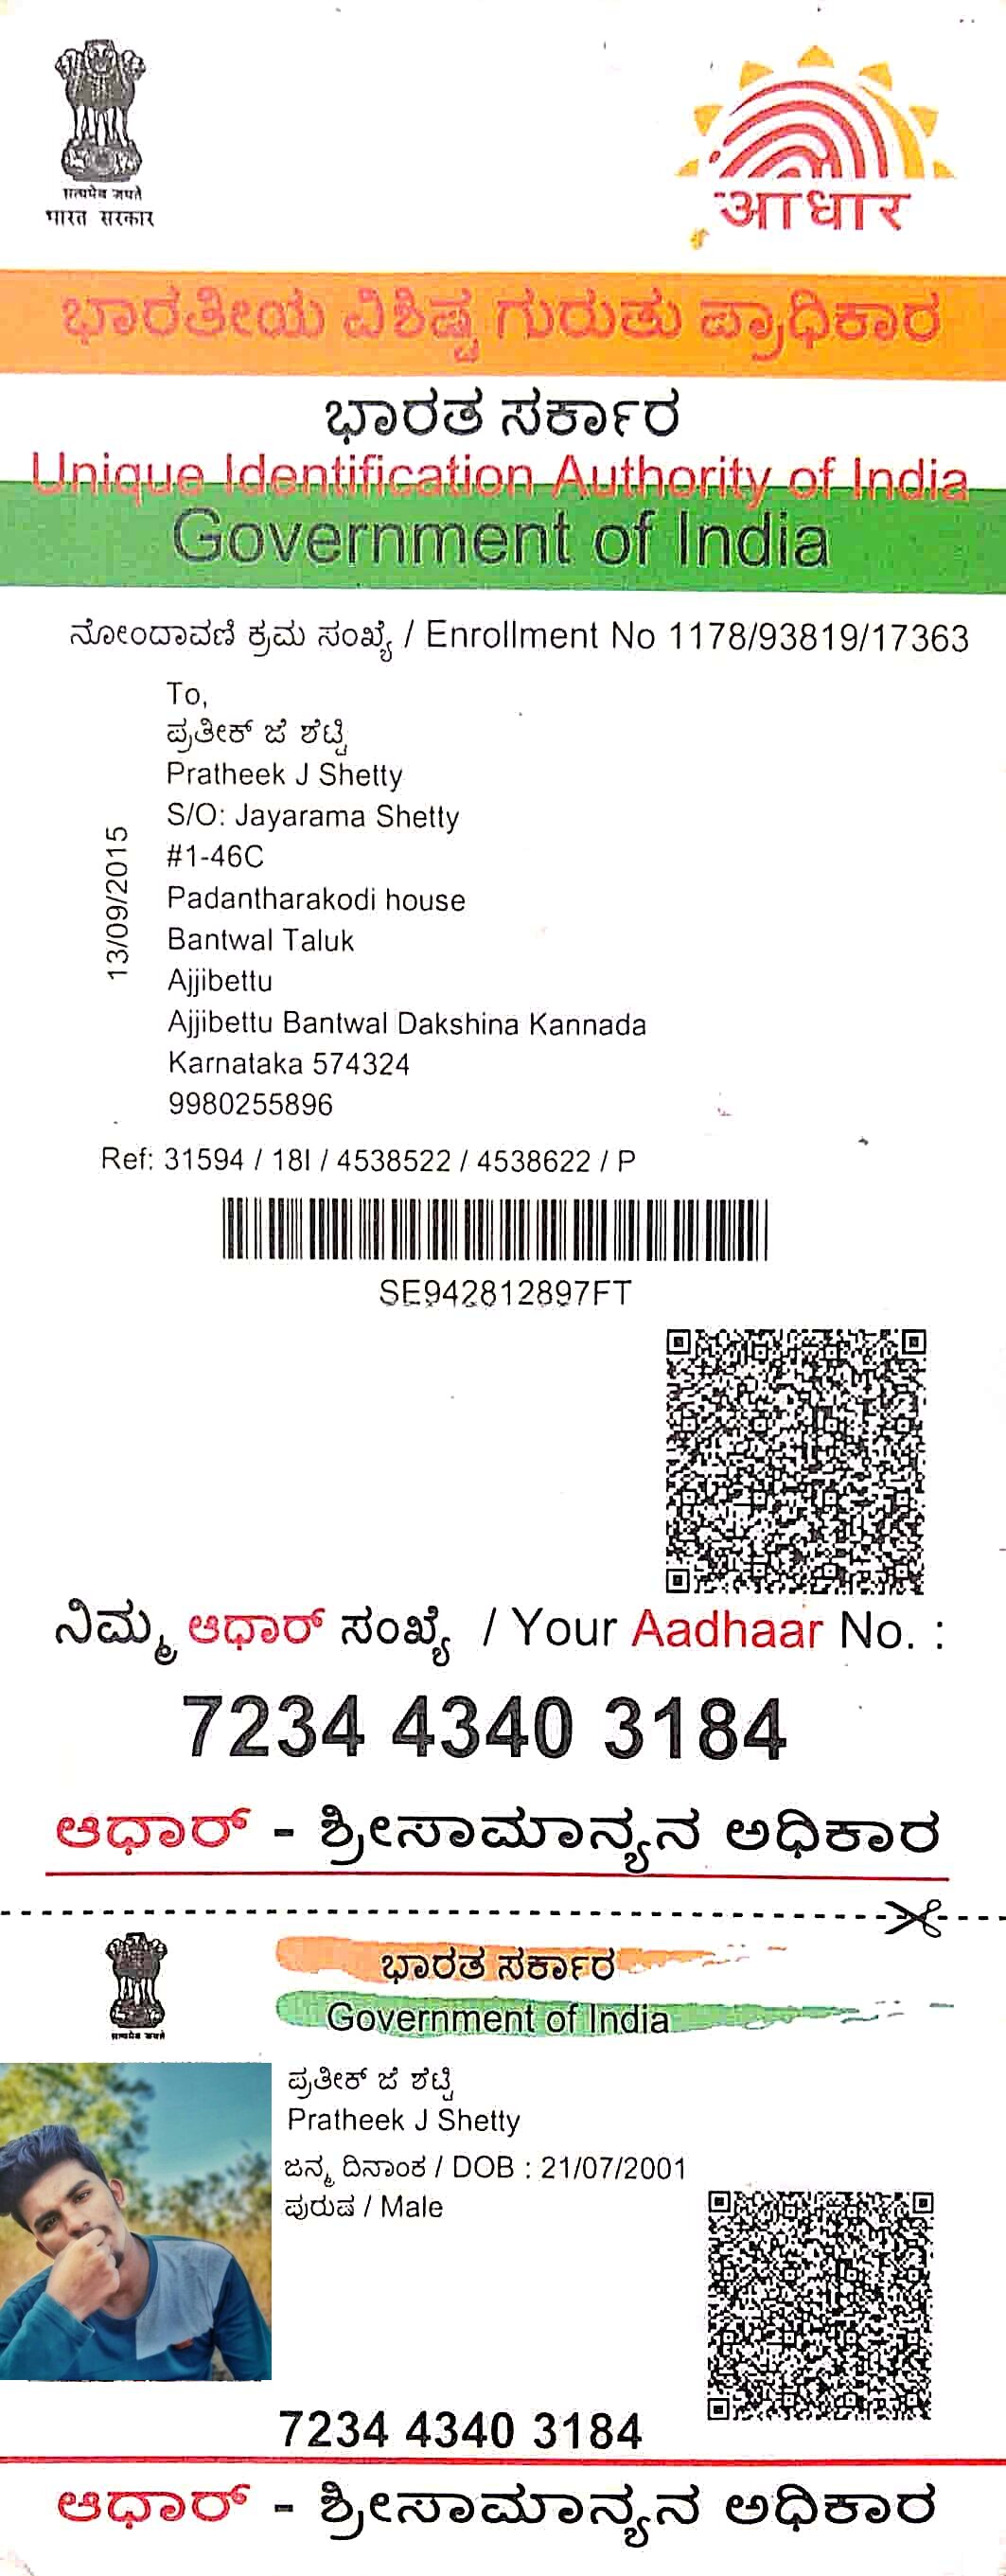 सत्यमेव जयते
भारत सरकार
आधार
ಭಾರತೀಯ ವಿಶಿಷ್ಟ ಗುರುತು ಪ್ರಾಧಿಕಾರ
ಭಾರತ ಸರ್ಕಾರ
Unique Identification Authority of India
Government of India
ನೋಂದಾವಣಿ ಕ್ರಮ ಸಂಖ್ಯೆ / Enrollment No 1178/93819/17363
To,
ಪ್ರತೀಕ್ ಜೆ ಶೆಟ್ಟಿ
Pratheek J Shetty
S/O: Jayarama Shetty
#1-46C
Padantharakodi house
Bantwal Taluk
Ajjibettu
Ajjibettu Bantwal Dakshina Kannada
Karnataka 574324
9980255896
13/09/2015
Ref: 31594 / 18I / 4538522 / 4538622 / P
SE942812897FT
ನಿಮ್ಮ ಆಧಾರ್ ಸಂಖ್ಯೆ / Your Aadhaar No. :
7234 4340 3184
ಆಧಾರ್ - ಶ್ರೀಸಾಮಾನ್ಯನ ಅಧಿಕಾರ
ಭಾರತ ಸರ್ಕಾರ
Government of India
सत्यमेव जयते
ಪ್ರತೀಕ್ ಜೆ ಶೆಟ್ಟಿ
Pratheek J Shetty
ಜನ್ಮ ದಿನಾಂಕ / DOB : 21/07/2001
ಪುರುಷ / Male
7234 4340 3184
ಆಧಾರ್ - ಶ್ರೀಸಾಮಾನ್ಯನ ಅಧಿಕಾರ